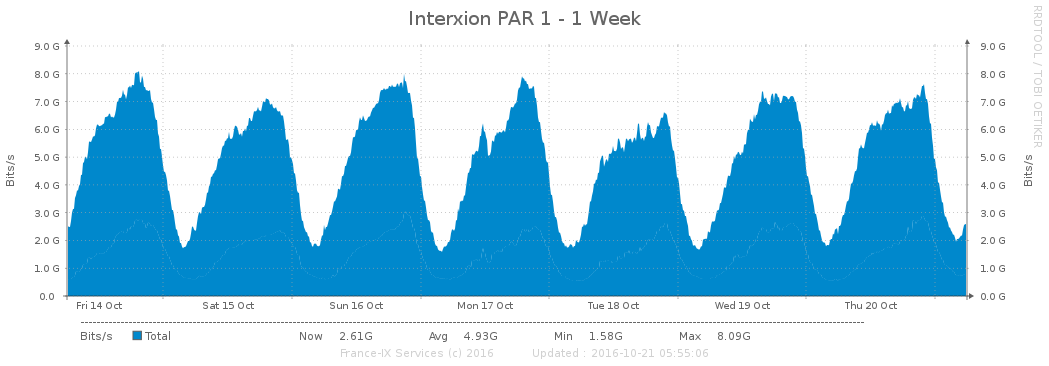 Interxion PAR 1 - 1 Week
RRDTOOL / TOBI OETIKER
Bits/s
9.0 G
8.0 G
7.0 G
6.0 G
5.0 G
4.0 G
3.0 G
2.0 G
1.0 G
0.0
9.0 G
8.0 G
7.0 G
6.0 G
5.0 G
4.0 G
3.0 G
2.0 G
1.0 G
0.0 G
Bits/s
Fri 14 Oct Sat 15 Oct Sun 16 Oct Mon 17 Oct Tue 18 Oct Wed 19 Oct Thu 20 Oct
Bits/s Total Now 2.61G Avg 4.93G Min 1.58G Max 8.09G
France-IX Services (c) 2016 Updated : 2016-10-21 05:55:06